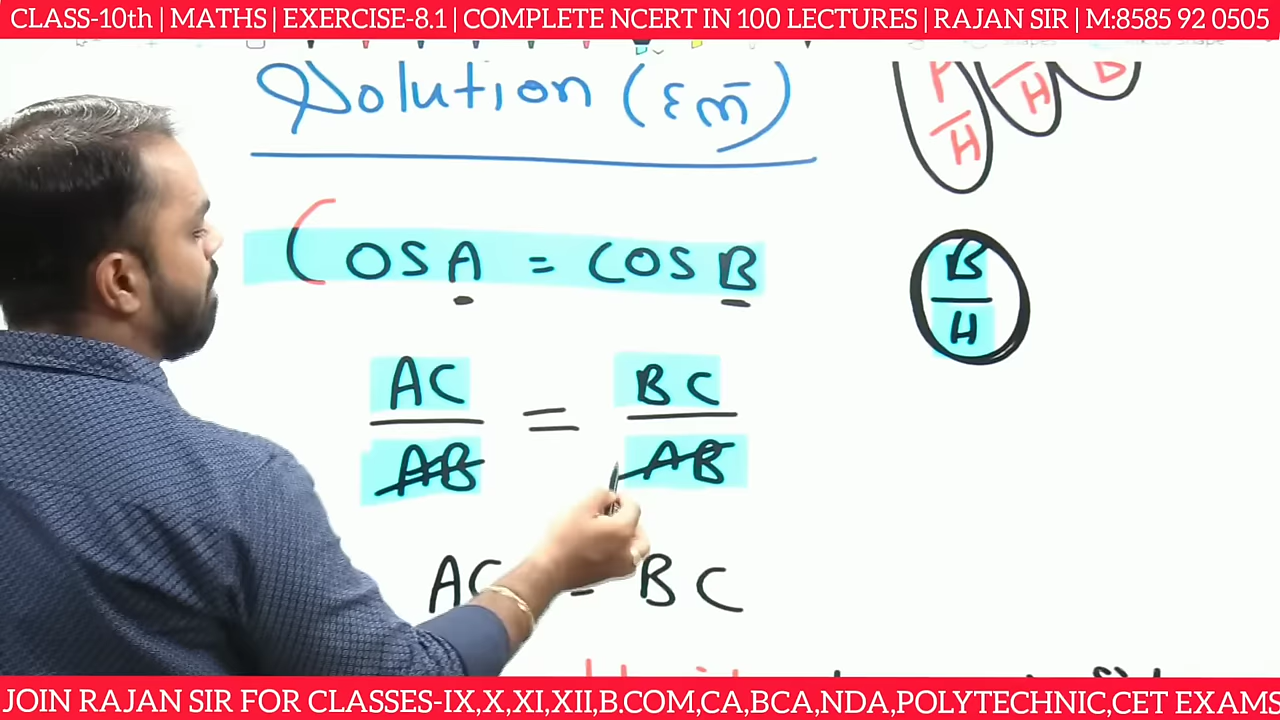 CLASS-10th | MATHS | EXERCISE-8.1 | COMPLETE NCERT IN 100 LECTURES | RAJAN SIR | M:8585 92 0505
Solution
P/H
H
B
COS A = COS B
B/H
AC/AB = BC/AB
AC = BC
JOIN RAJAN SIR FOR CLASSES-IX,X,XI,XII,B.COM,CA,BCA,NDA,POLYTECHNIC,CET EXAMS